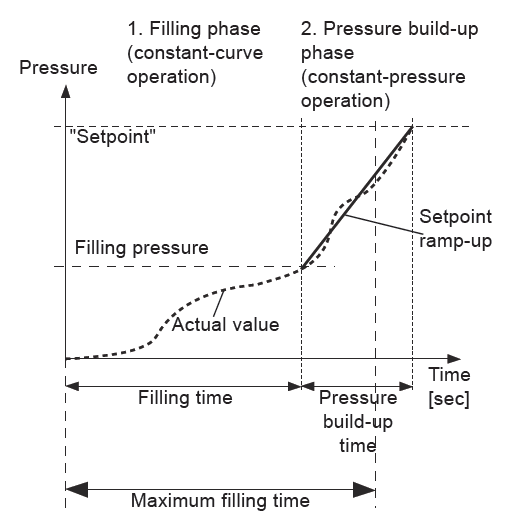 1. Filling phase
(constant-curve
operation)
2. Pressure build-up
phase
(constant-pressure
operation)
Pressure
"Setpoint"
Setpoint
ramp-up
Filling pressure
Actual value
Time
[sec]
Filling time
Pressure
build-up
time
Maximum filling time